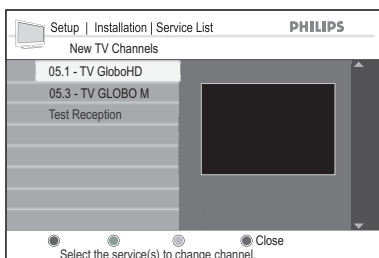 Setup | Installation | Service List PHILIPS
New TV Channels
05.1 - TV GloboHD
05.3 - TV GLOBO M
Test Reception
Close
Select the service(s) to change channel.